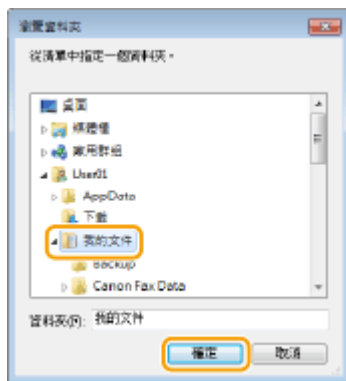 瀏覽資料夾
從清單中指定一個資料夾。
桌面
媒體櫃
家用群組
User01
AppData
下載
我的文件
Backup
Canon Fax Data
資料夾(F): 我的文件
確定 取消